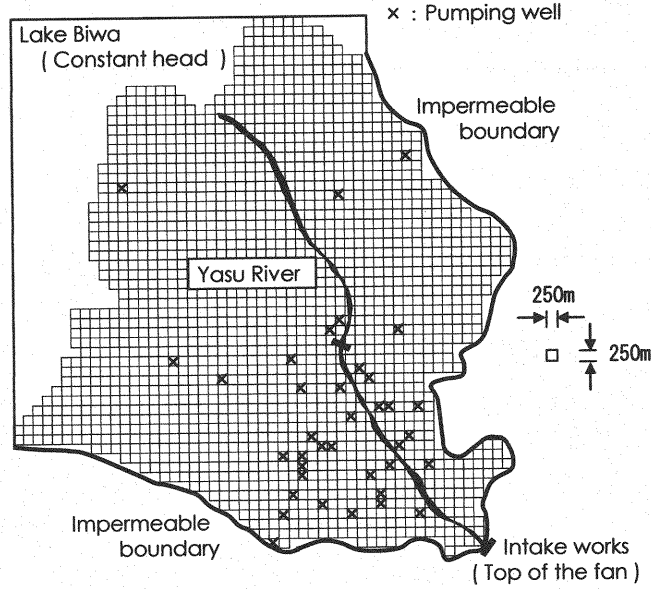 × : Pumping well
Lake Biwa
( Constant head )
Impermeable
boundary
Yasu River
250m
250m
Impermeable
boundary
Intake works
( Top of the fan )